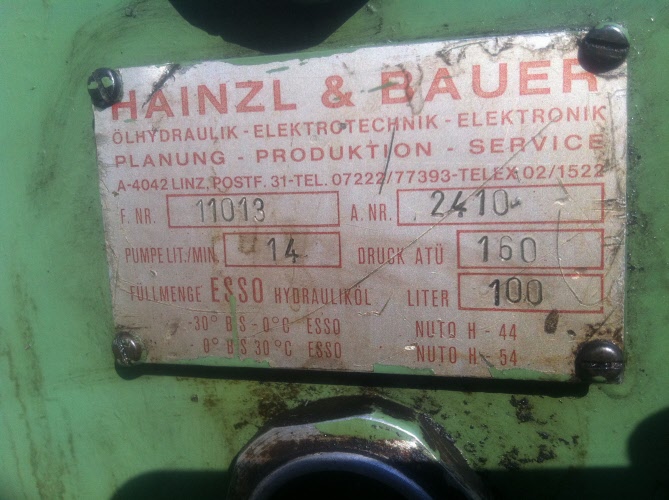 HAINZL & BAUER
ÖLHYDRAULIK - ELEKTROTECHNIK - ELEKTRONIK
PLANUNG - PRODUKTION - SERVICE
A-4042 LINZ, POSTF. 31-TEL. 07222/77393-TELEX 02/1522
F. NR. 11013 A. NR. 2410
PUMPE LIT./MIN. 14 DRUCK ATÜ 160
FÜLLMENGE ESSO HYDRAULIKÖL LITER 100
-30° BIS - 0°C ESSO NUTO H - 44
0° BIS 30°C ESSO NUTO H - 54